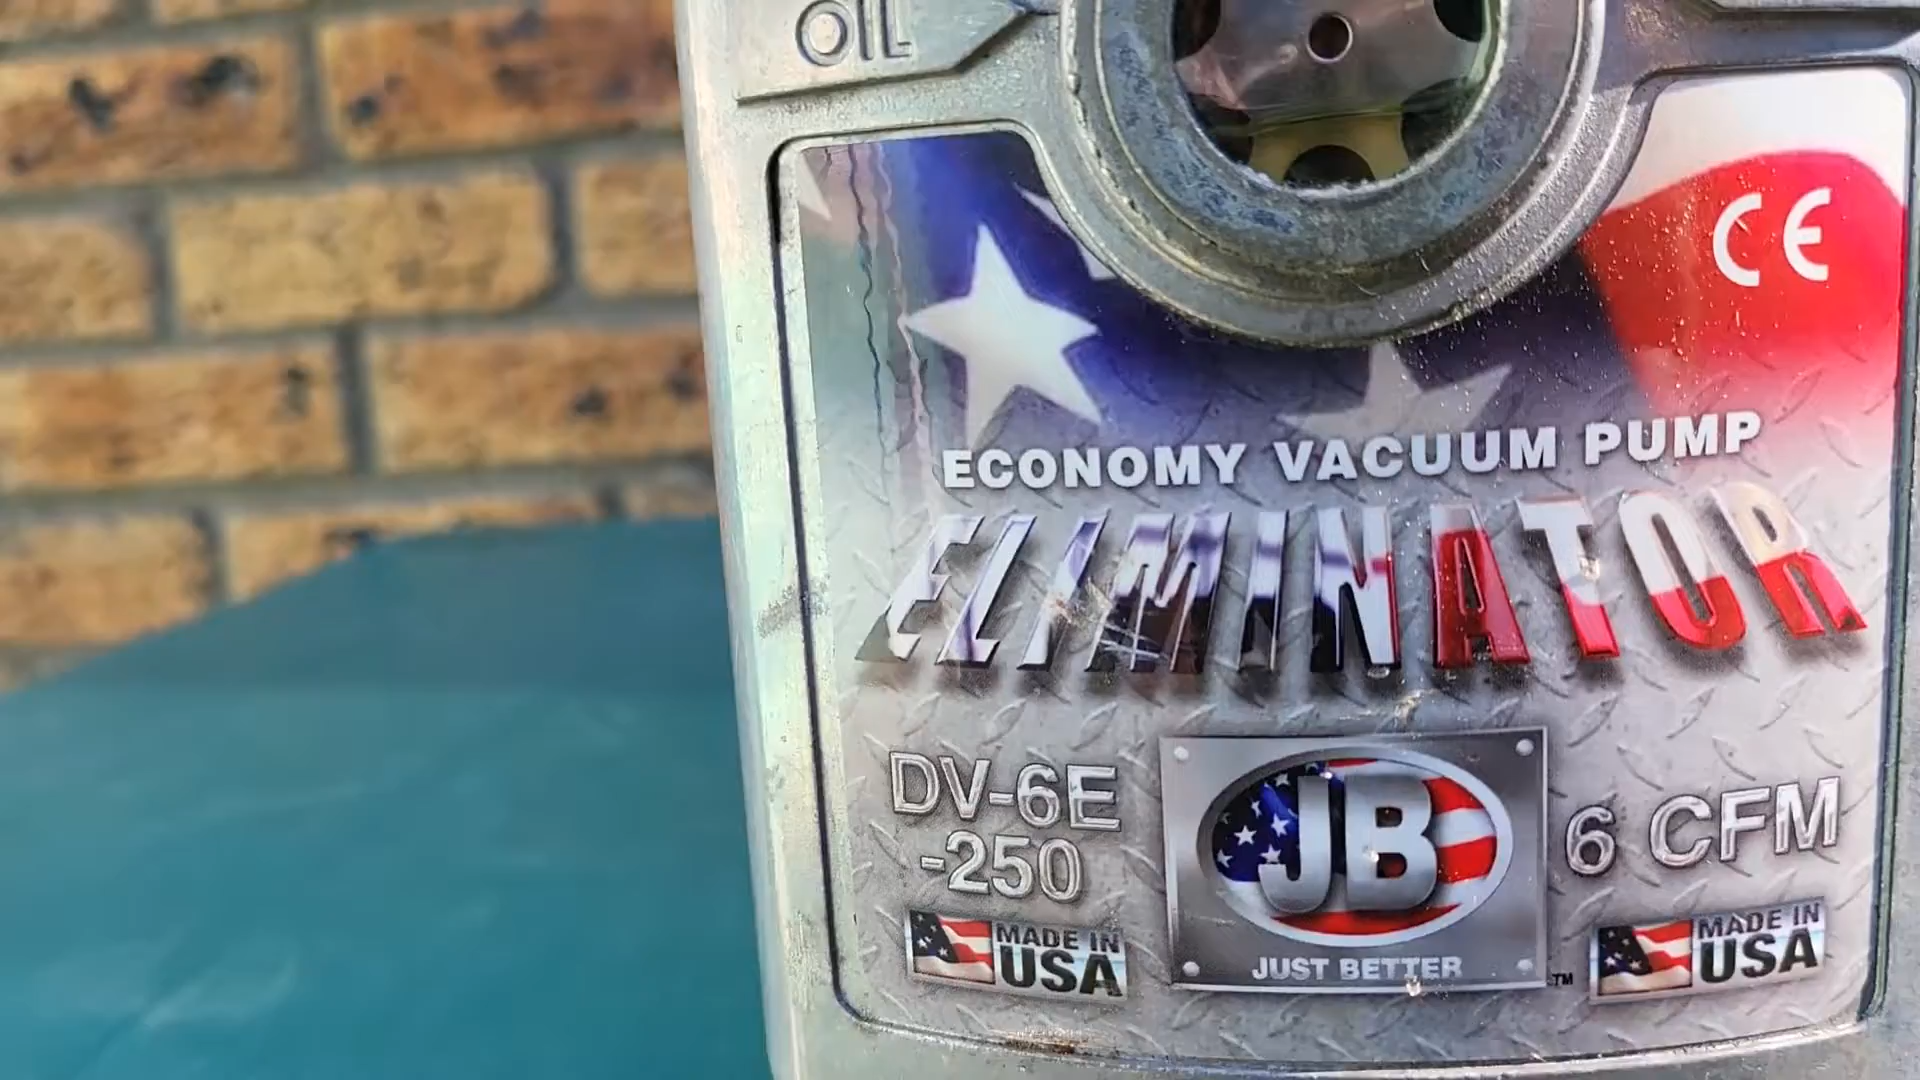 OIL
CE
ECONOMY VACUUM PUMP
ELIMINATOR
DV-6E
-250
JB
6 CFM
MADE IN
USA
JUST BETTER
TM
MADE IN
USA